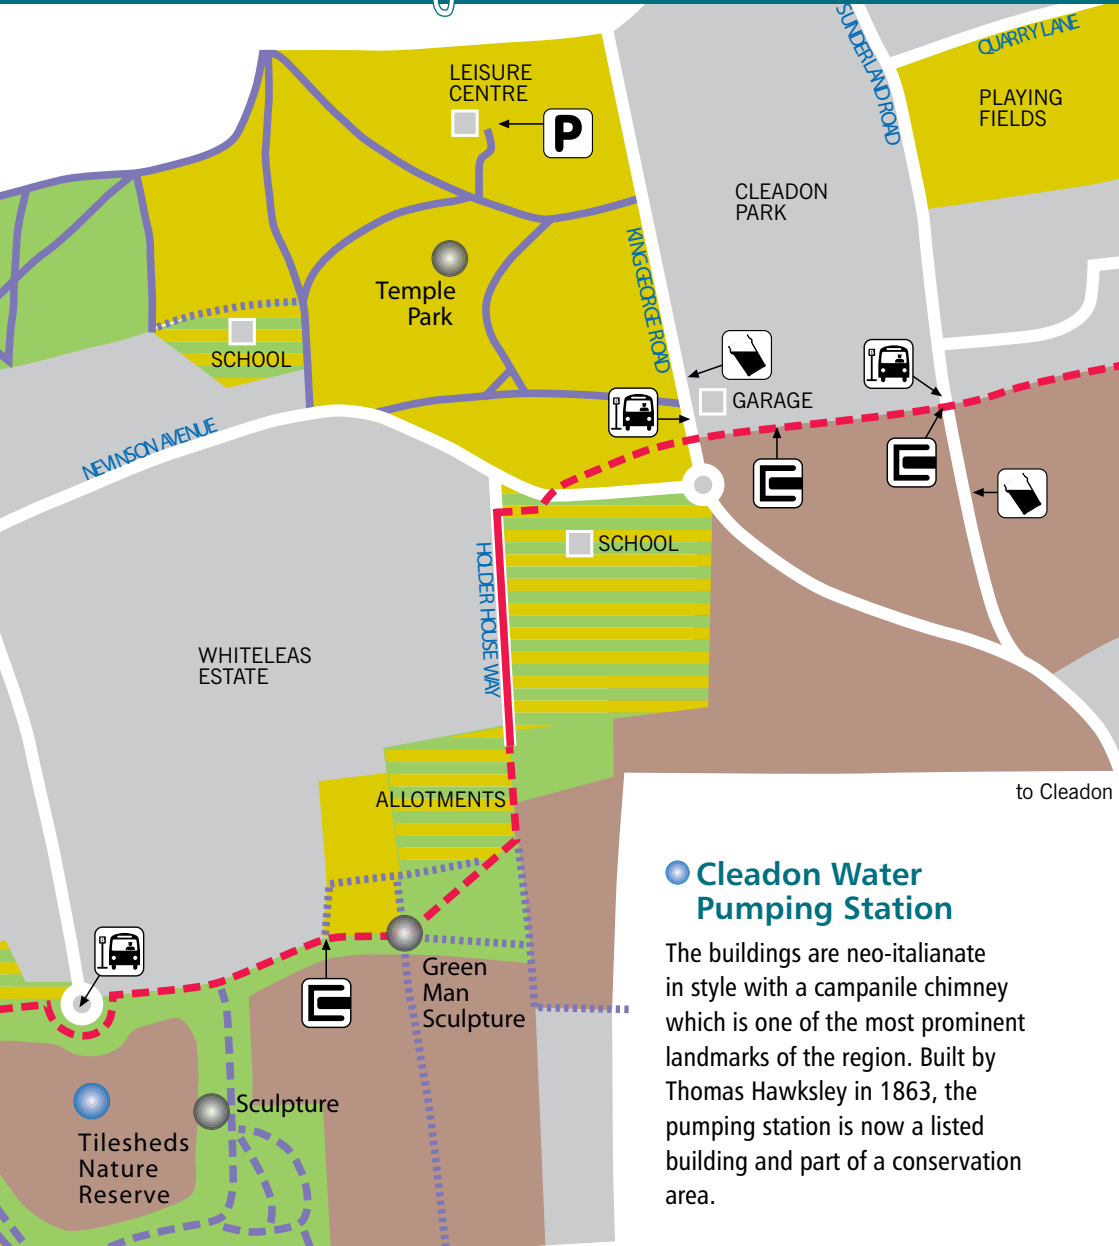 SUNDERLAND ROAD
QUARRY LANE
LEISURE
CENTRE
P
PLAYING
FIELDS
CLEADON
PARK
KING GEORGE ROAD
Temple
Park
SCHOOL
GARAGE
NEVINSON AVENUE
SCHOOL
HOLDER HOUSE WAY
WHITELEAS
ESTATE
ALLOTMENTS
to Cleadon
Green
Man
Sculpture
Sculpture
Tilesheds
Nature
Reserve
Cleadon Water
Pumping Station
The buildings are neo-italianate
in style with a campanile chimney
which is one of the most prominent
landmarks of the region. Built by
Thomas Hawksley in 1863, the
pumping station is now a listed
building and part of a conservation
area.